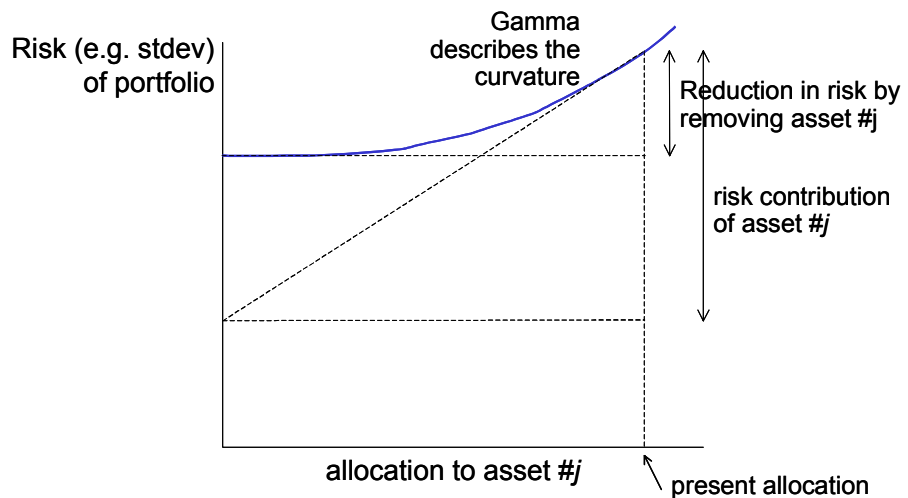 Gamma
describes the
curvature
Risk (e.g. stdev)
of portfolio
Reduction in risk by
removing asset #j
risk contribution
of asset #j
allocation to asset #j
present allocation